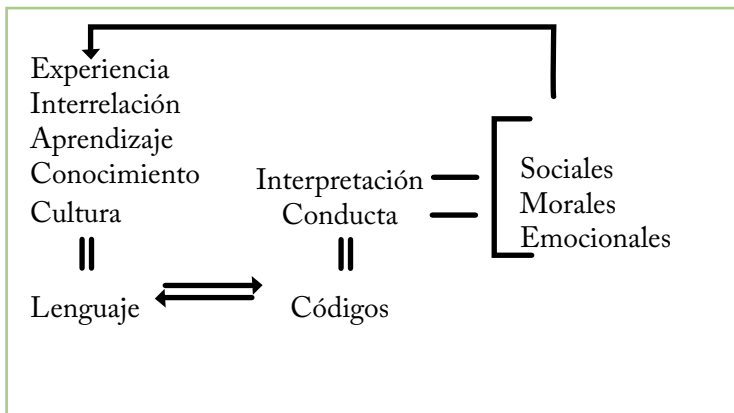 Experiencia
Interrelación
Aprendizaje
Conocimiento
Cultura
Lenguaje
Interpretación
Conducta
Códigos
Sociales
Morales
Emocionales